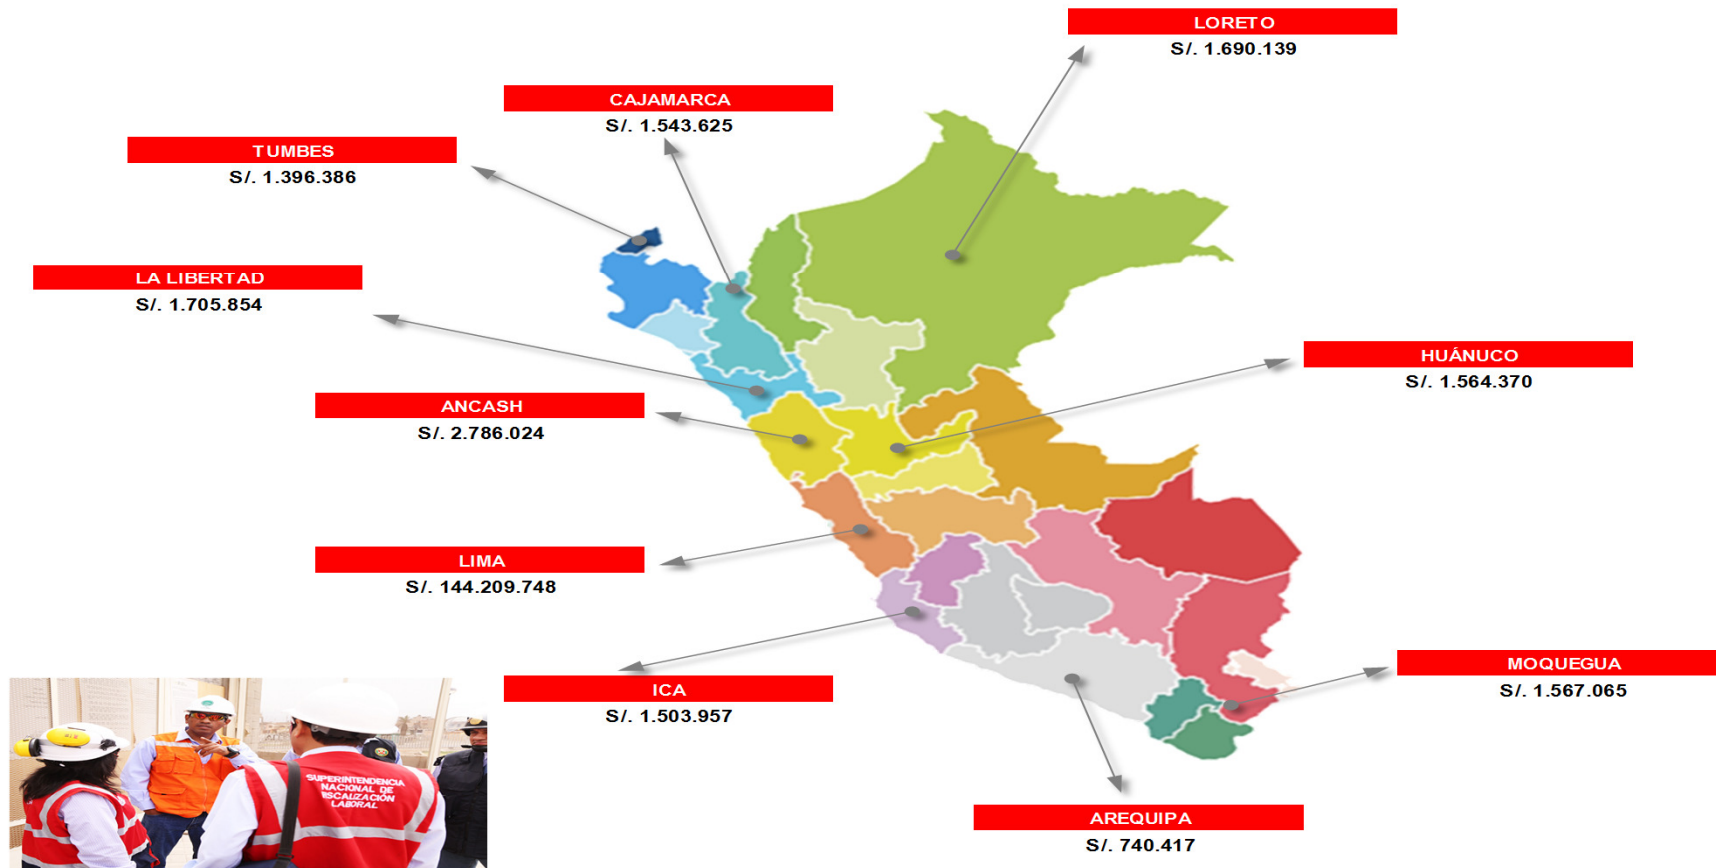 LORETO
S/. 1.690.139
CAJAMARCA
S/. 1.543.625
TUMBES
S/. 1.396.386
LA LIBERTAD
S/. 1.705.854
HUÁNUCO
S/. 1.564.370
ANCASH
S/. 2.786.024
LIMA
S/. 144.209.748
MOQUEGUA
S/. 1.567.065
ICA
S/. 1.503.957
AREQUIPA
S/. 740.417
SUPERINTENDENCIA
NACIONAL DE
FISCALIZACIÓN
LABORAL